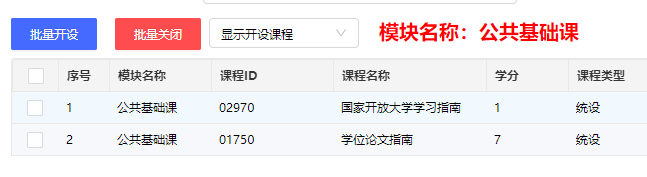 批量开设 批量关闭 显示开设课程 模块名称：公共基础课
序号 模块名称 课程ID 课程名称 学分 课程类型
1 公共基础课 02970 国家开放大学学习指南 1 统设
2 公共基础课 01750 学位论文指南 7 统设